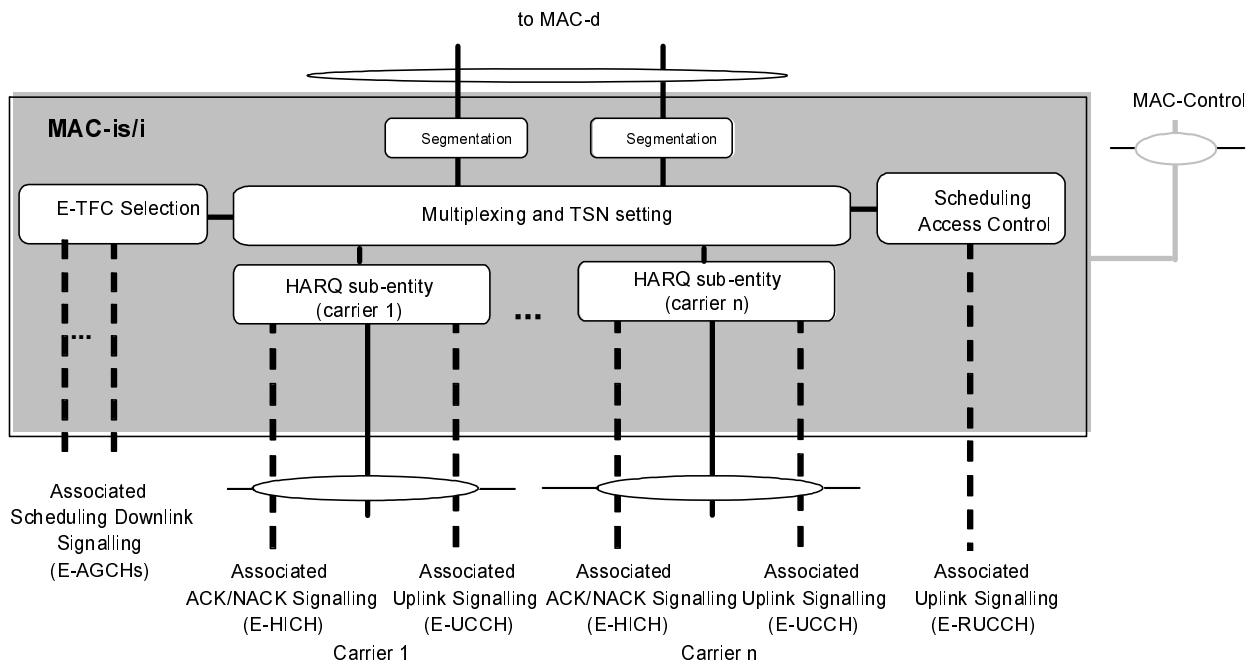 to MAC-d
MAC-Control
MAC-is/i
Segmentation
Segmentation
E-TFC Selection
Multiplexing and TSN setting
Scheduling
Access Control
HARQ sub-entity
(carrier 1)
...
HARQ sub-entity
(carrier n)
...
Associated
Scheduling Downlink
Signalling
(E-AGCHs)
Associated
ACK/NACK Signalling
(E-HICH)
Associated
Uplink Signalling
(E-UCCH)
Carrier 1
Associated
ACK/NACK Signalling
(E-HICH)
Associated
Uplink Signalling
(E-UCCH)
Carrier n
Associated
Uplink Signalling
(E-RUCCH)